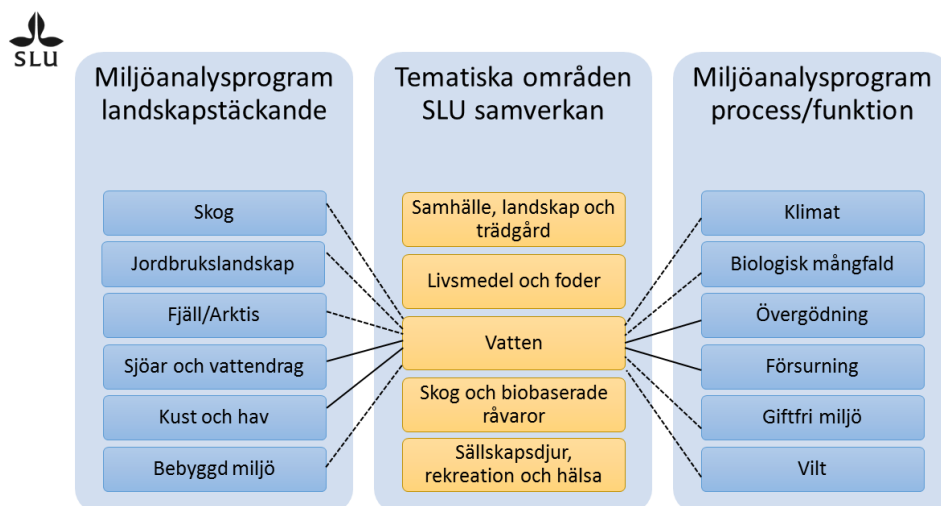 SLU
Miljöanalysprogram
landskapstäckande
Skog
Jordbrukslandskap
Fjäll/Arktis
Sjöar och vattendrag
Kust och hav
Bebyggd miljö
Tematiska områden
SLU samverkan
Samhälle, landskap och
trädgård
Livsmedel och foder
Vatten
Skog och biobaserade
råvaror
Sällskapsdjur,
rekreation och hälsa
Miljöanalysprogram
process/funktion
Klimat
Biologisk mångfald
Övergödning
Försurning
Giftfri miljö
Vilt